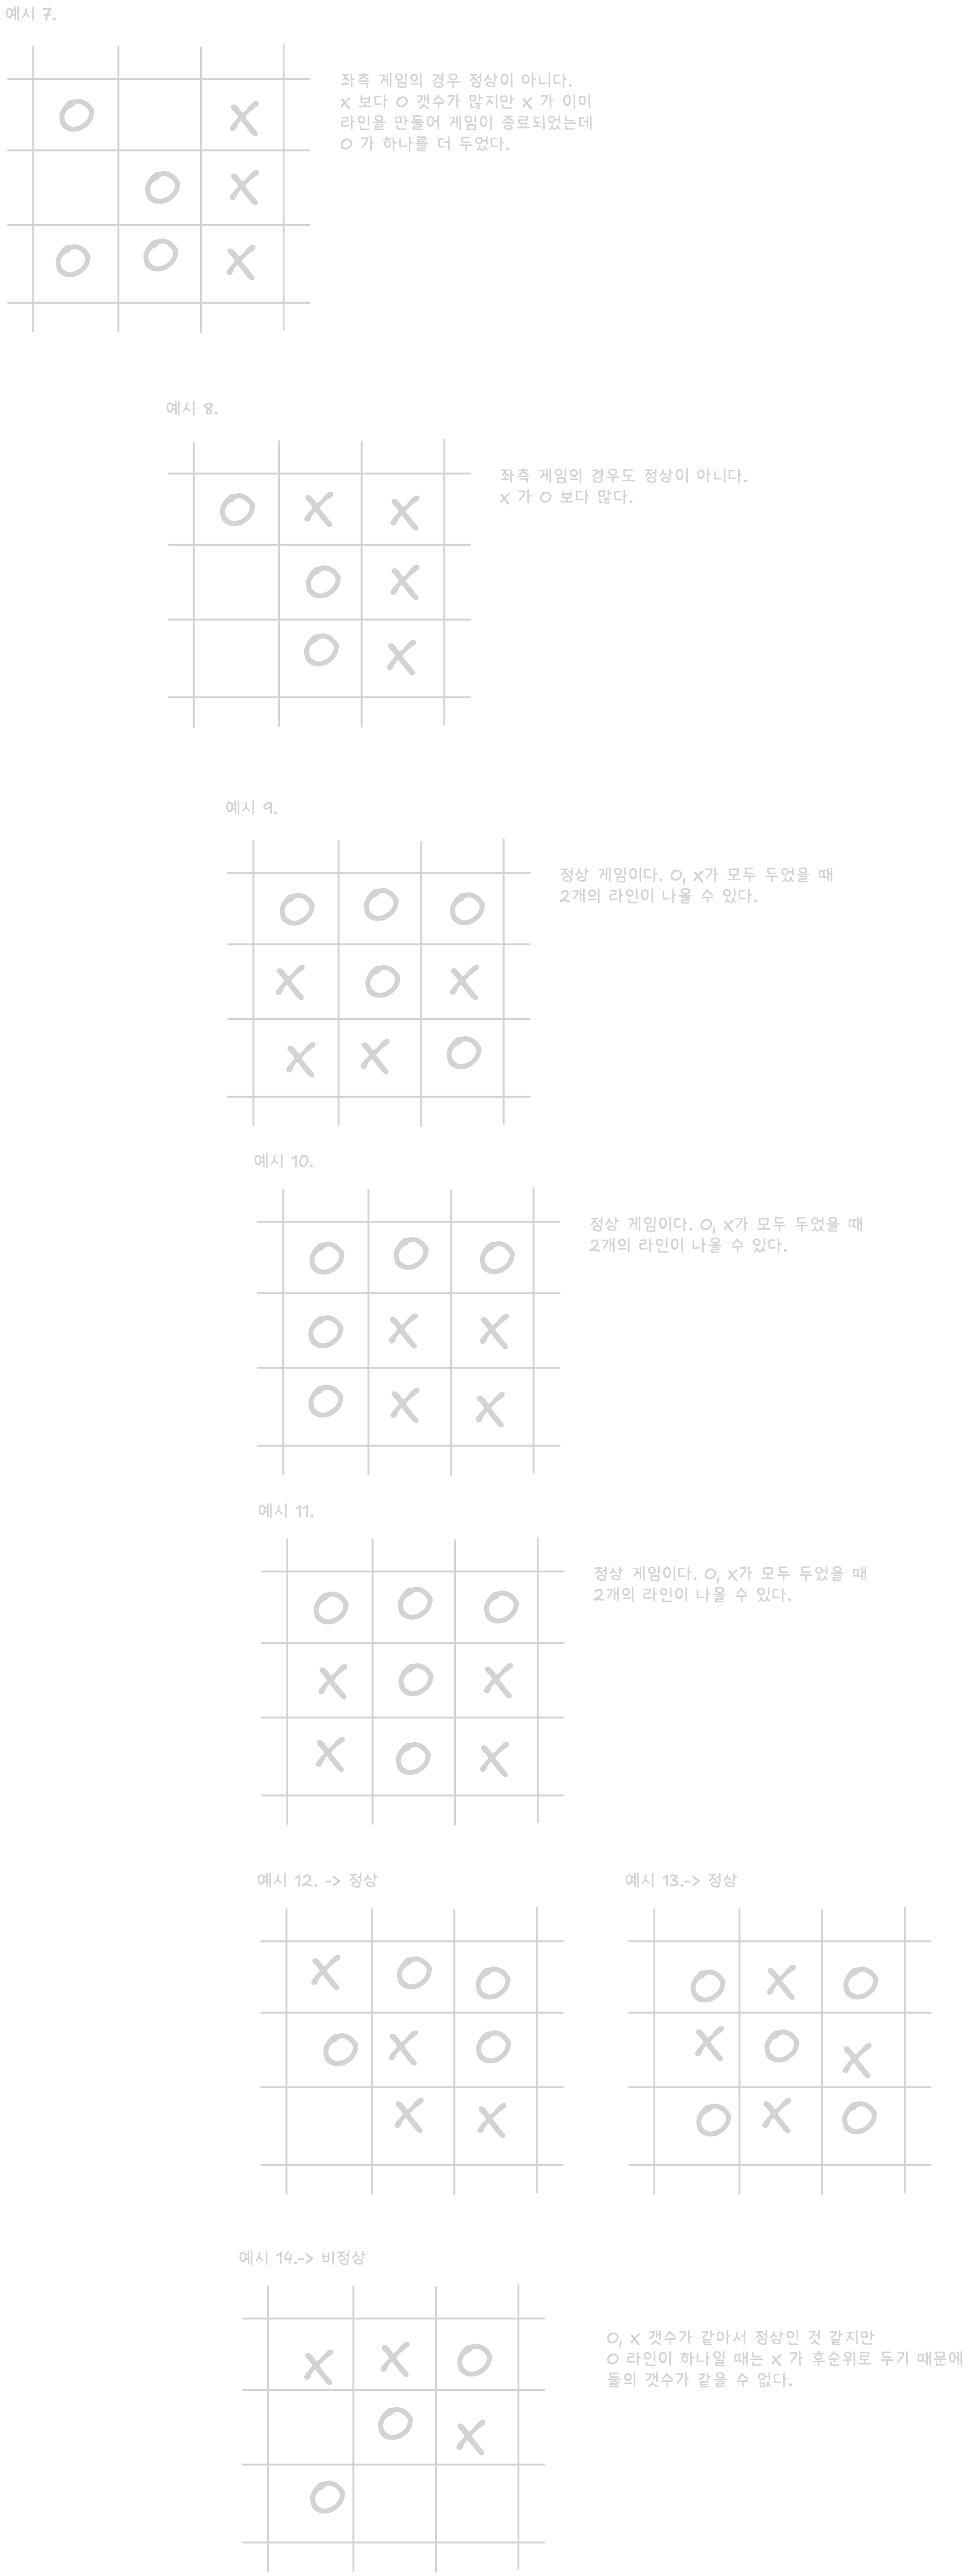 예시 7.
좌측 게임의 경우 정상이 아니다.
X 보다 O 갯수가 많지만 X 가 이미
라인을 만들어 게임이 종료되었는데
O 가 하나를 더 두었다.
O X
O X
O O X
예시 8.
좌측 게임의 경우도 정상이 아니다.
X 가 O 보다 많다.
O X X
O X
O X
예시 9.
정상 게임이다. O, X가 모두 두었을 때
2개의 라인이 나올 수 있다.
O O O
X O X
X X O
예시 10.
정상 게임이다. O, X가 모두 두었을 때
2개의 라인이 나올 수 있다.
O O O
O X X
O X X
예시 11.
정상 게임이다. O, X가 모두 두었을 때
2개의 라인이 나올 수 있다.
O O O
X O X
X O X
예시 12. -> 정상
X O O
O X O
X X
예시 13.-> 정상
O X O
X O X
O X O
예시 14.-> 비정상
O, X 갯수가 같아서 정상인 것 같지만
O 라인이 하나일 때는 X 가 후순위로 두기 때문에
둘의 갯수가 같을 수 없다.
X X O
O X
O